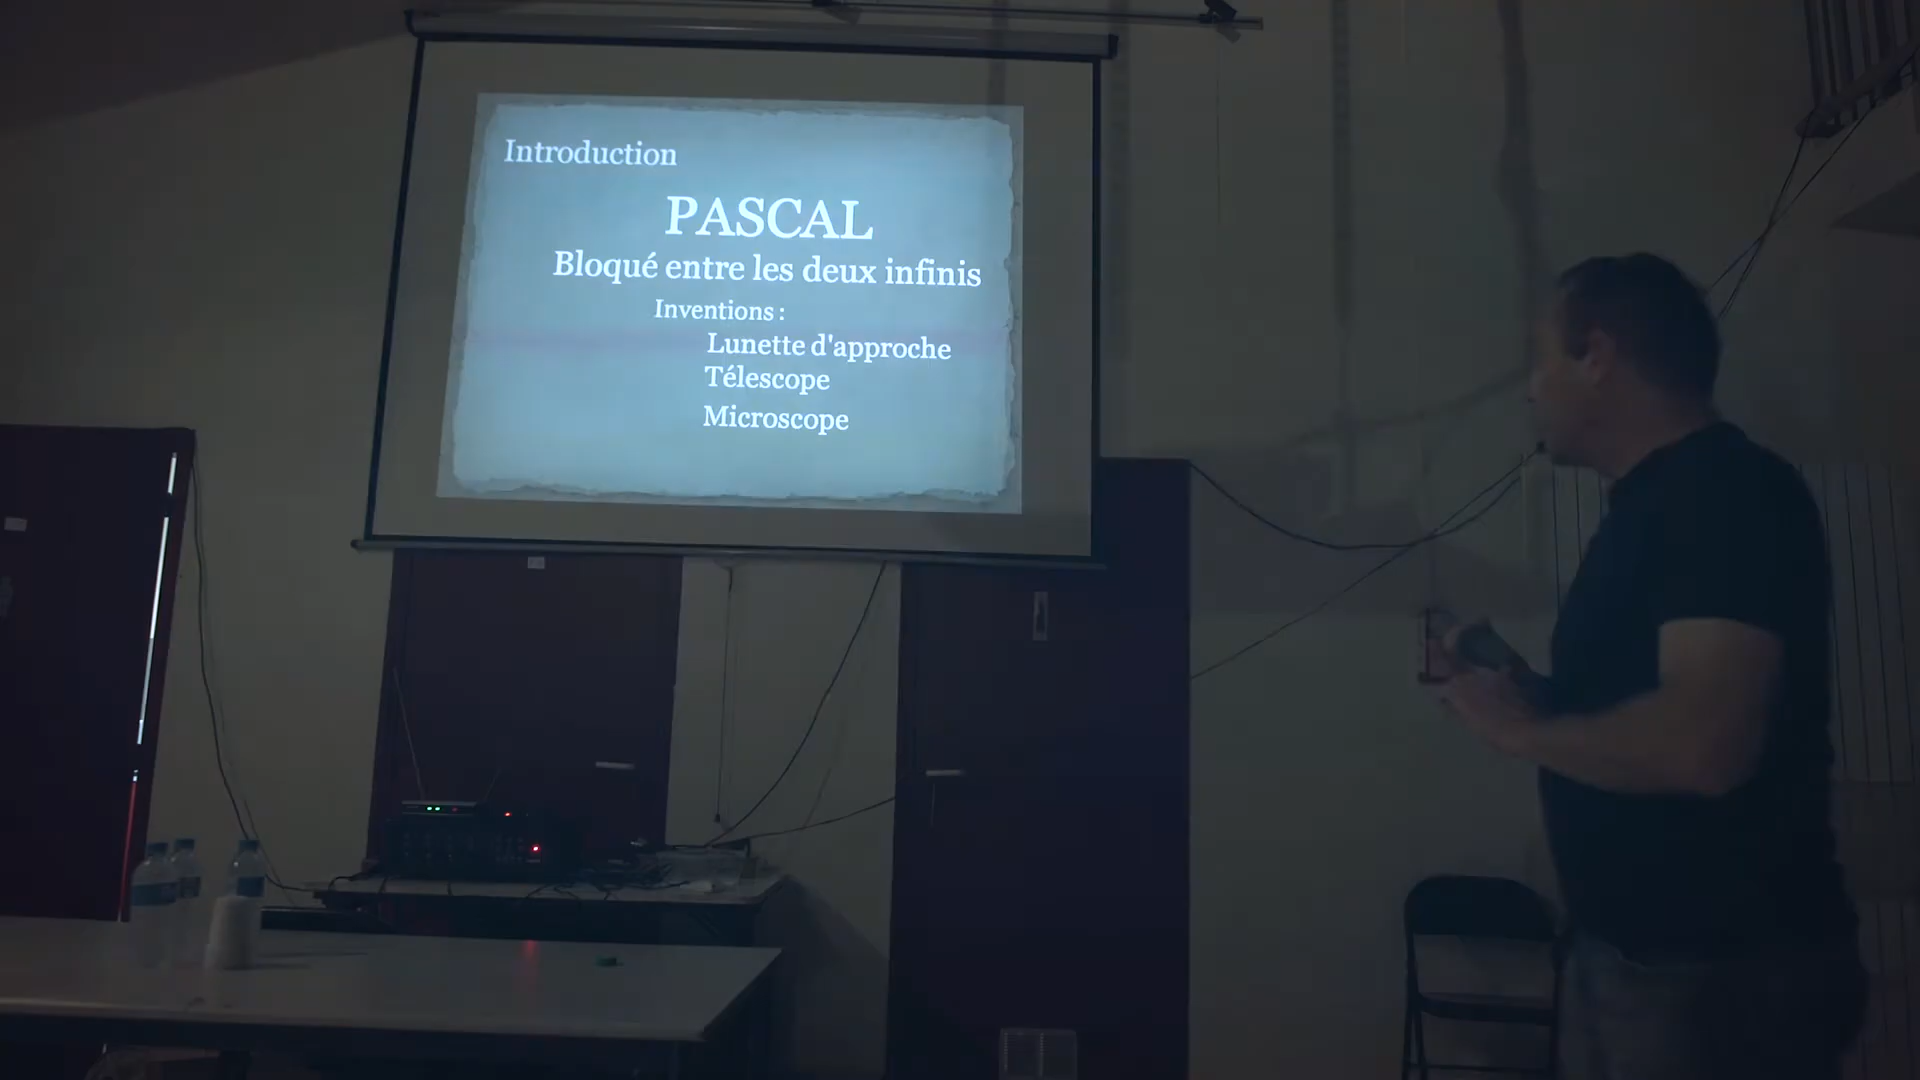 Introduction
PASCAL
Bloqué entre les deux infinis
Inventions :
Lunette d'approche
Télescope
Microscope